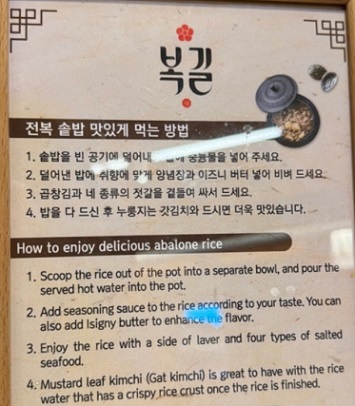 복길
전복 솥밥 맛있게 먹는 방법
1. 솥밥을 빈 공기에 덜어내 숭늉물을 넣어 주세요.
2. 덜어낸 밥에 취향에 맞게 양념장과 이즈니 버터 넣어 비벼 드세요.
3. 곱창김과 네 종류의 젓갈을 곁들여 싸서 드세요.
4. 밥을 다 드신 후 누룽지는 갓김치와 드시면 더욱 맛있습니다.
How to enjoy delicious abalone rice
1. Scoop the rice out of the pot into a separate bowl, and pour the
served hot water into the pot.
2. Add seasoning sauce to the rice according to your taste. You can
also add Isigny butter to enhance the flavor.
3. Enjoy the rice with a side of laver and four types of salted
seafood.
4. Mustard leaf kimchi (Gat kimchi) is great to have with the rice
water that has a crispy rice crust once the rice is finished.